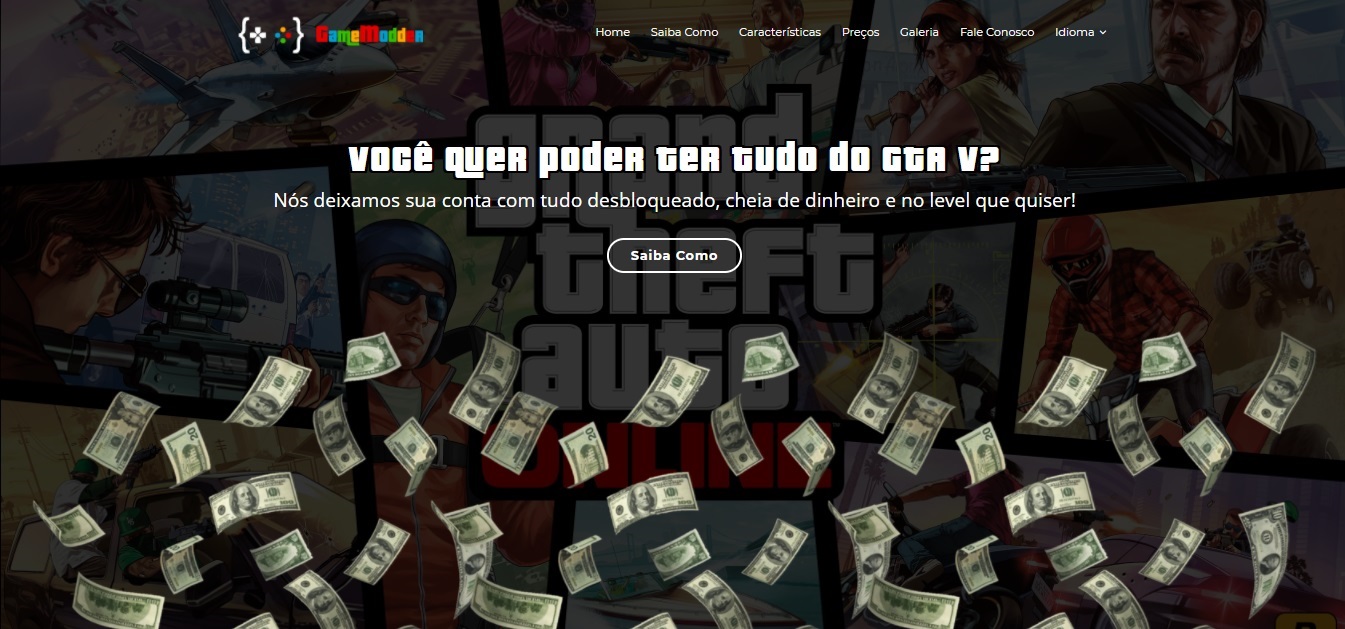 GameModdon
Home Saiba Como Características Preços Galeria Fale Conosco Idioma
VOCÊ QUER PODER TER TUDO DO GTA V?
Nós deixamos sua conta com tudo desbloqueado, cheia de dinheiro e no level que quiser!
Saiba Como
grand
theft
auto
ONLINE